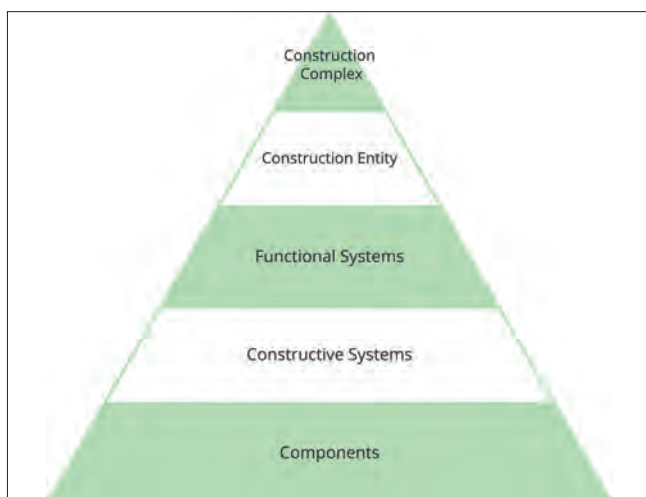 Construction
Complex
Construction Entity
Functional Systems
Constructive Systems
Components